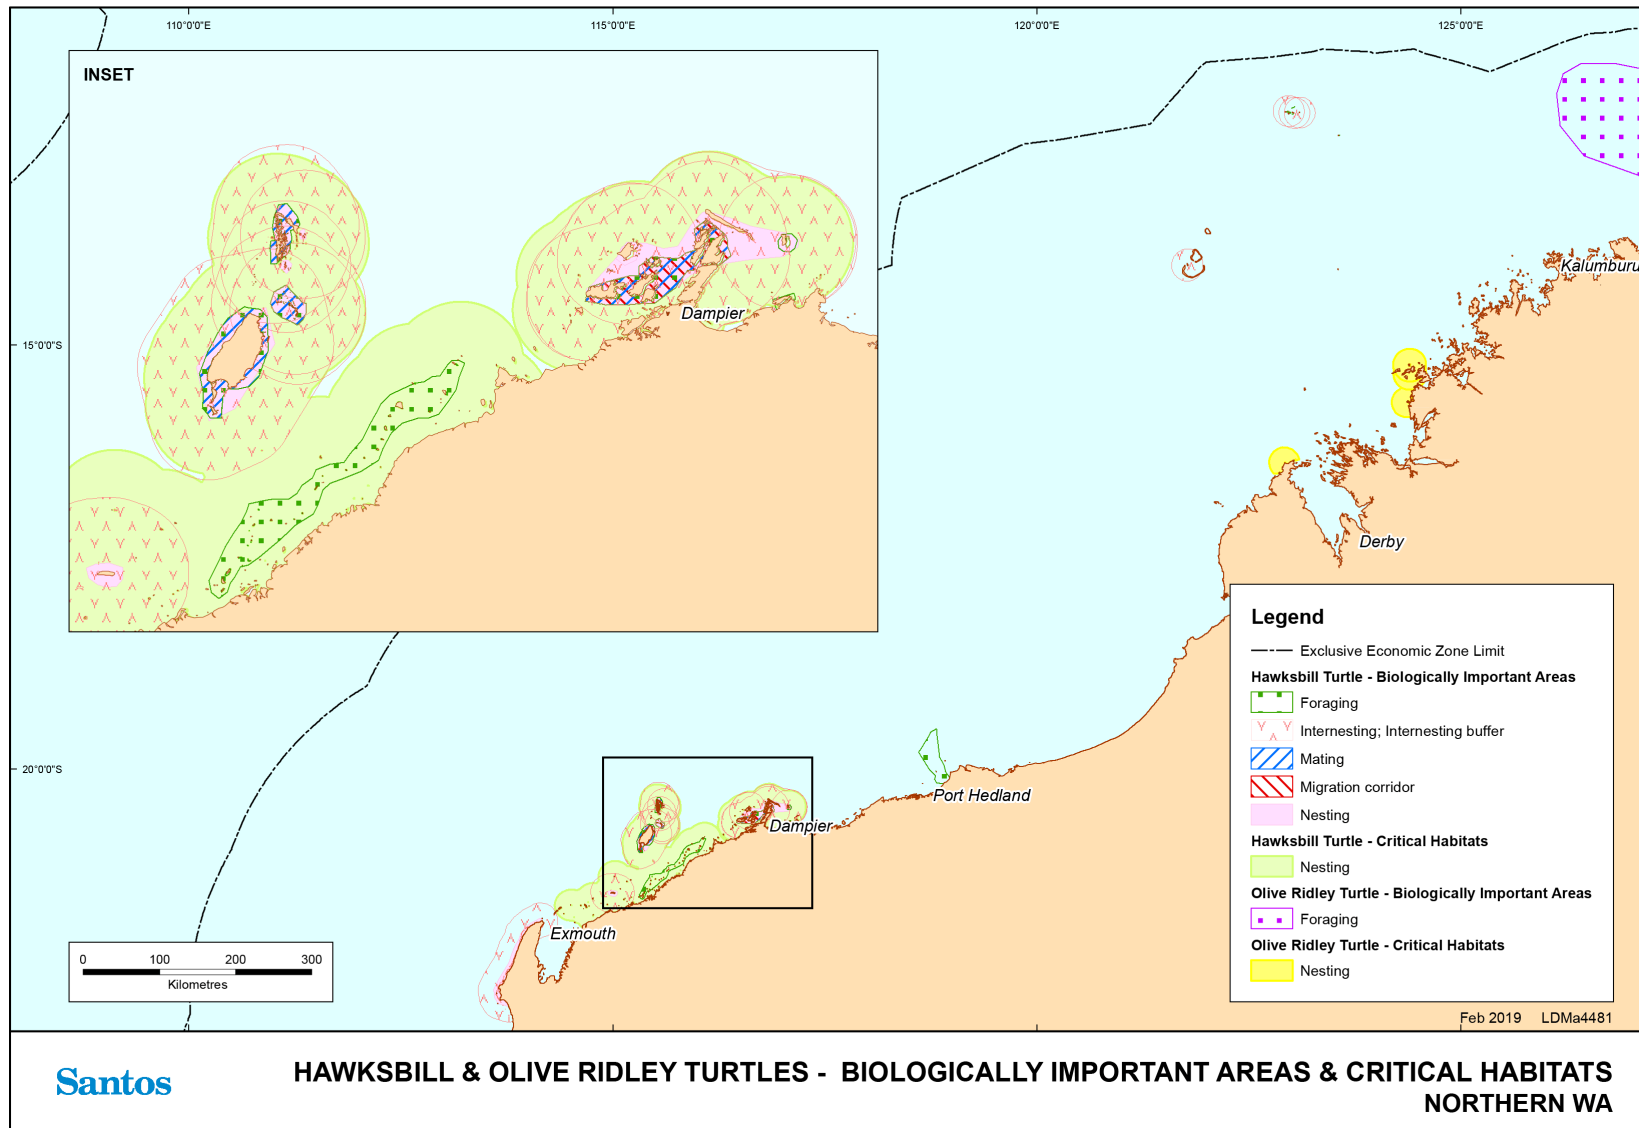 110°0'0"E
115°0'0"E
120°0'0"E
125°0'0"E
INSET
Kalumburu
Dampier
15°0'0"S
Derby
Legend
Exclusive Economic Zone Limit
Hawksbill Turtle - Biologically Important Areas
Foraging
Internesting; Internesting buffer
Mating
Migration corridor
Nesting
Hawksbill Turtle - Critical Habitats
Nesting
Olive Ridley Turtle - Biologically Important Areas
Foraging
Olive Ridley Turtle - Critical Habitats
Nesting
20°0'0"S
Port Hedland
Dampier
Exmouth
0 100 200 300
Kilometres
Feb 2019 LDMa4481
Santos
HAWKSBILL & OLIVE RIDLEY TURTLES - BIOLOGICALLY IMPORTANT AREAS & CRITICAL HABITATS
NORTHERN WA